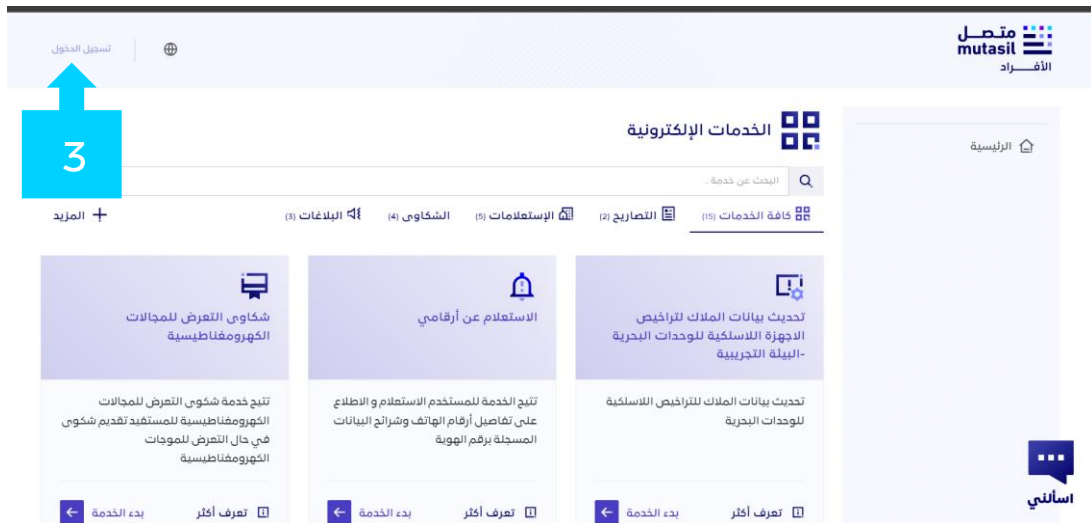 متصل
mutasil
الأفـــراد
تسجيل الدخول
3
الرئيسية
الخدمات الإلكترونية
البحث عن خدمة ..
كافة الخدمات (15)
التصاريح (2)
الإستعلامات (5)
الشكاوى (4)
البلاغات (3)
+ المزيد
تحديث بيانات الملاك لتراخيص
الاجهزة اللاسلكية للوحدات البحرية
-البيئة التجريبية
تحديث بيانات الملاك للتراخيص اللاسلكية
للوحدات البحرية
تعرف أكثر
بدء الخدمة
الاستعلام عن أرقامي
تتيح الخدمة للمستخدم الاستعلام و الاطلاع
على تفاصيل أرقام الهاتف وشرائح البيانات
المسجلة برقم الهوية
تعرف أكثر
بدء الخدمة
شكاوى التعرض للمجالات
الكهرومغناطيسية
تتيح خدمة شكوى التعرض للمجالات
الكهرومغناطيسية للمستفيد تقديم شكوى
في حال التعرض للموجات
الكهرومغناطيسية
تعرف أكثر
بدء الخدمة
اسألني